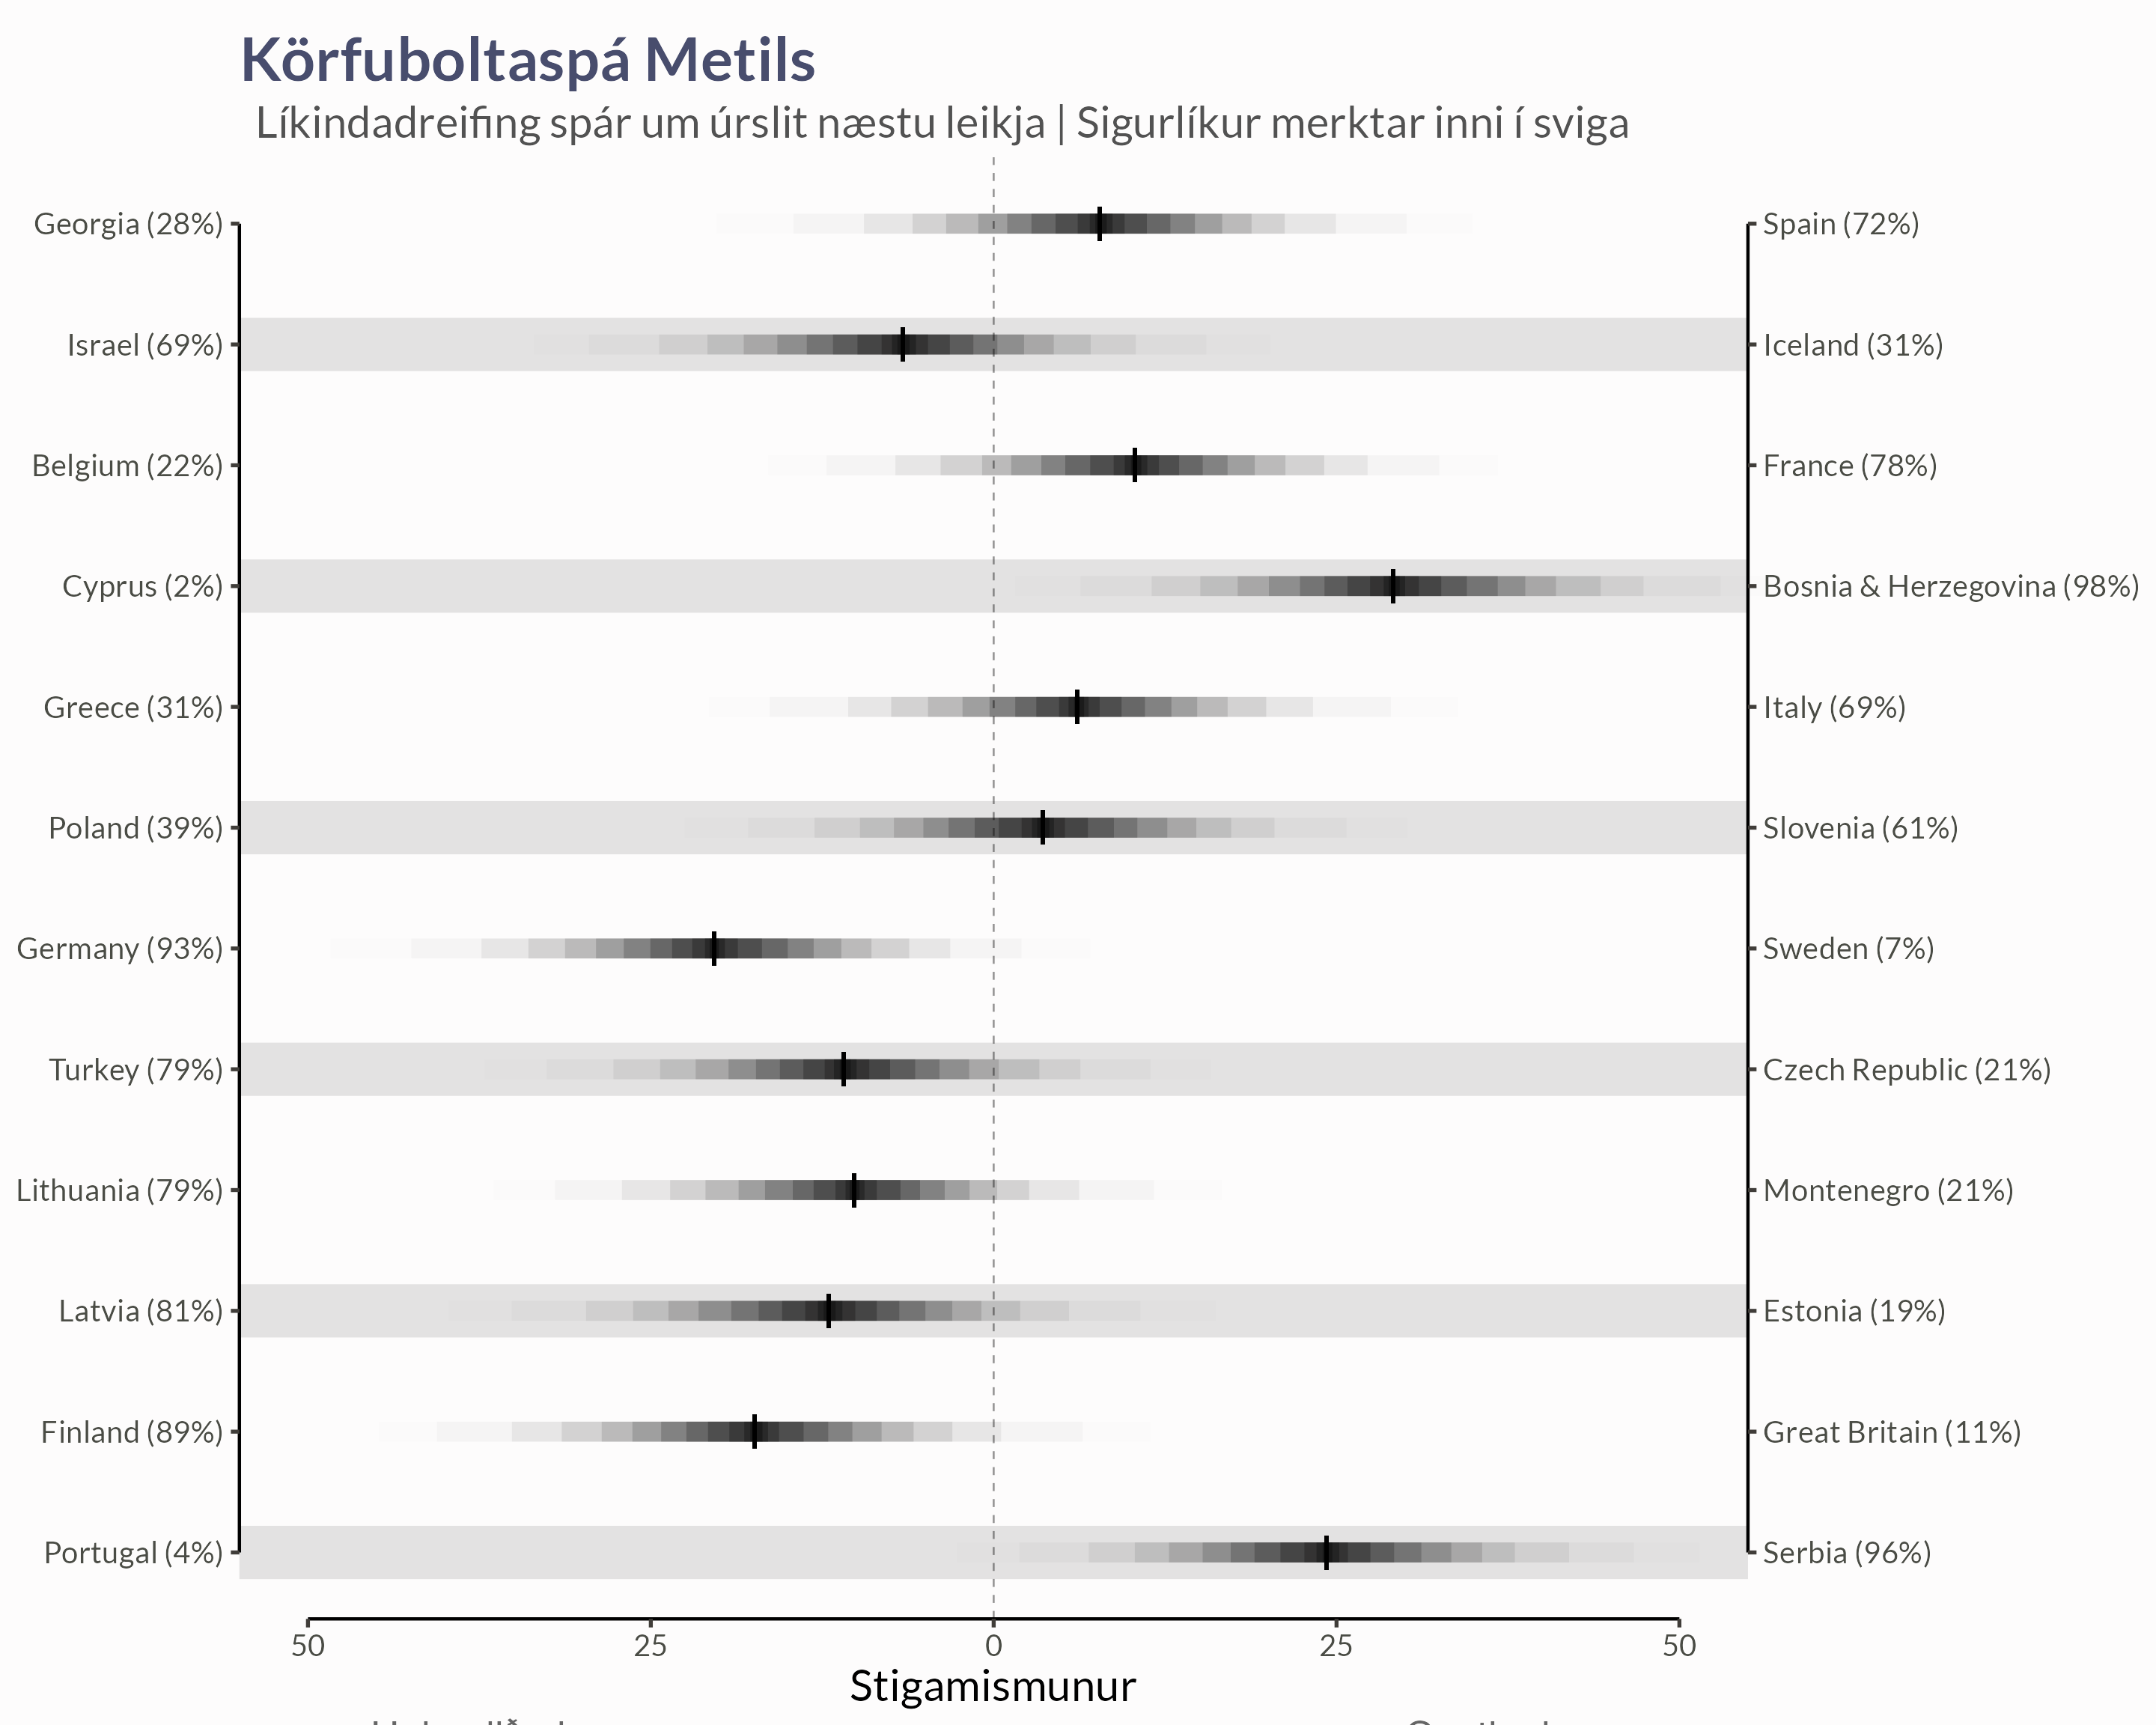 Körfuboltaspá Metils
Líkindadreifing spár um úrslit næstu leikja | Sigurlíkur merktar inni í sviga
Georgia (28%) Spain (72%)
Israel (69%) Iceland (31%)
Belgium (22%) France (78%)
Cyprus (2%) Bosnia & Herzegovina (98%)
Greece (31%) Italy (69%)
Poland (39%) Slovenia (61%)
Germany (93%) Sweden (7%)
Turkey (79%) Czech Republic (21%)
Lithuania (79%) Montenegro (21%)
Latvia (81%) Estonia (19%)
Finland (89%) Great Britain (11%)
Portugal (4%) Serbia (96%)
50 25 0 25 50
Stigamismunur